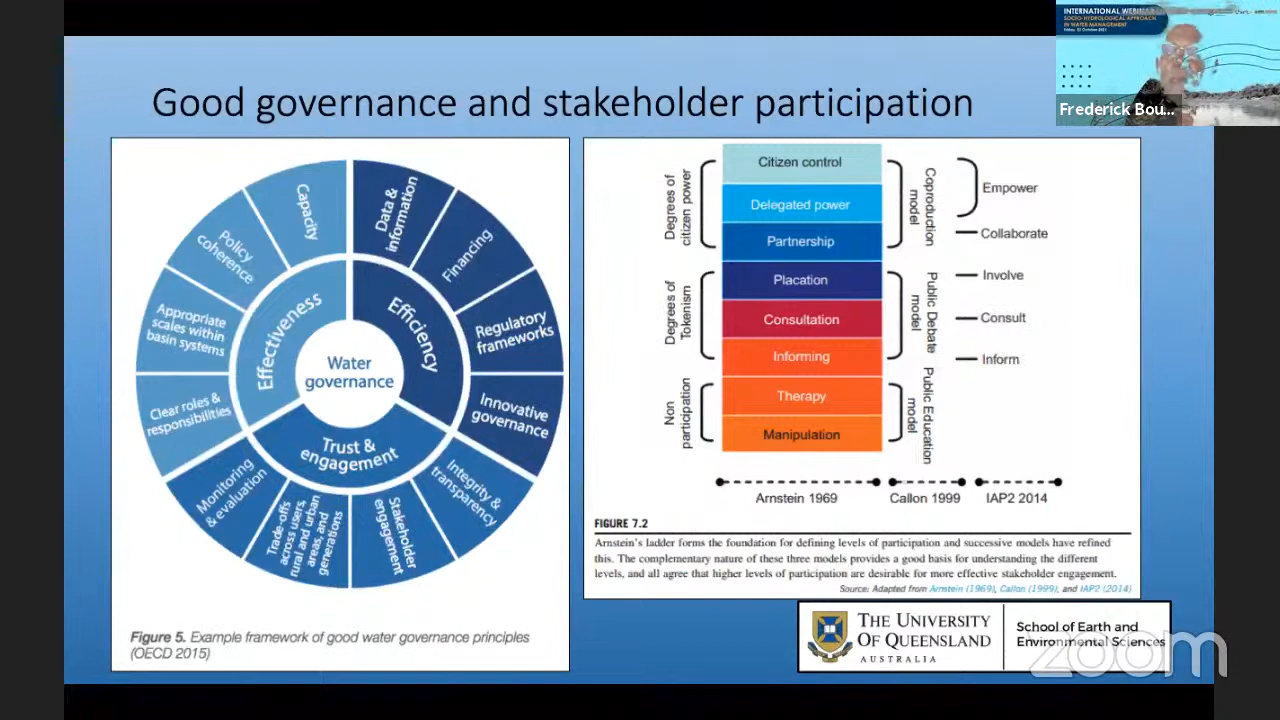 INTERNATIONAL WEBINAR
SOCIO-HYDROLOGICAL APPROACH
IN WATER MANAGEMENT
Frederick Bou...
Good governance and stakeholder participation
Water
governance
Effectiveness
Efficiency
Trust &
engagement
Capacity
Data &
information
Financing
Regulatory
frameworks
Innovative
governance
Integrity &
transparency
Stakeholder
engagement
Trade-offs
across users,
rural and urban
areas, and
generations
Monitoring
& evaluation
Clear roles &
responsibilities
Appropriate
scales within
basin systems
Policy
coherence
Figure 5. Example framework of good water governance principles
(OECD 2015)
Degrees of
citizen power
Degrees of
Tokenism
Non
participation
Citizen control
Delegated power
Partnership
Placation
Consultation
Informing
Therapy
Manipulation
Coproduction
model
Public Debate
model
Public Education
model
Empower
Collaborate
Involve
Consult
Inform
Arnstein 1969
Callon 1999
IAP2 2014
FIGURE 7.2
Arnstein's ladder forms the foundation for defining levels of participation and successive models have refined
this. The complementary nature of these three models provides a good basis for understanding the different
levels, and all agree that higher levels of participation are desirable for more effective stakeholder engagement.
Source: Adapted from Arnstein (1969), Callon (1999), and IAP2 (2014)
THE UNIVERSITY
OF QUEENSLAND
AUSTRALIA
School of Earth and
Environmental Sciences
zoom